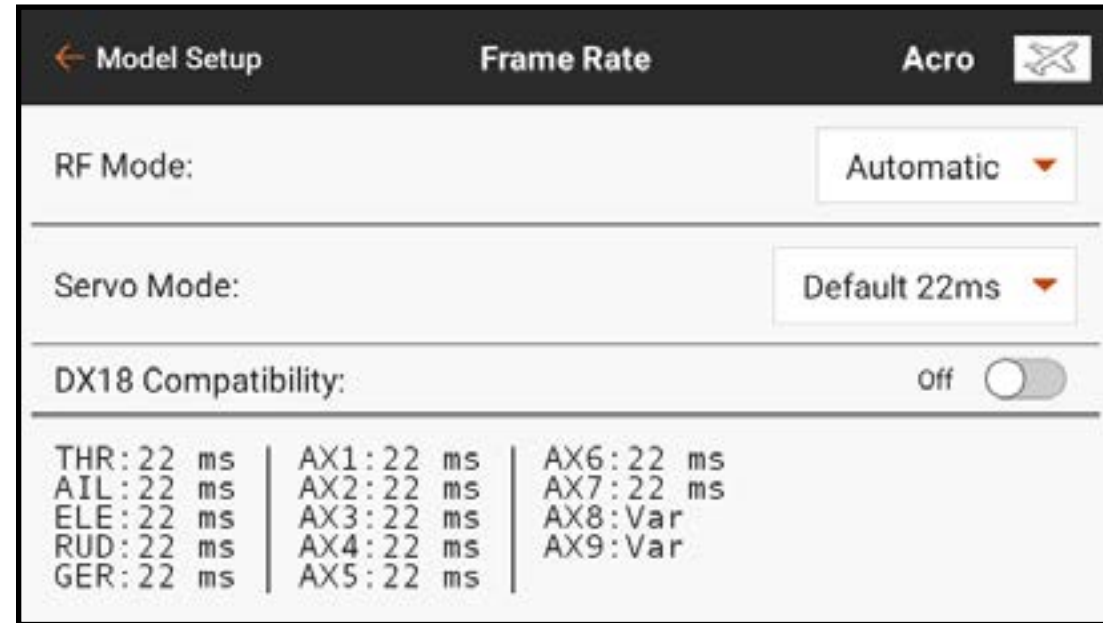 ← Model Setup Frame Rate Acro
RF Mode: Automatic
Servo Mode: Default 22ms
DX18 Compatibility: Off
THR:22 ms | AX1:22 ms | AX6:22 ms
AIL:22 ms | AX2:22 ms | AX7:22 ms
ELE:22 ms | AX3:22 ms | AX8:Var
RUD:22 ms | AX4:22 ms | AX9:Var
GER:22 ms | AX5:22 ms |